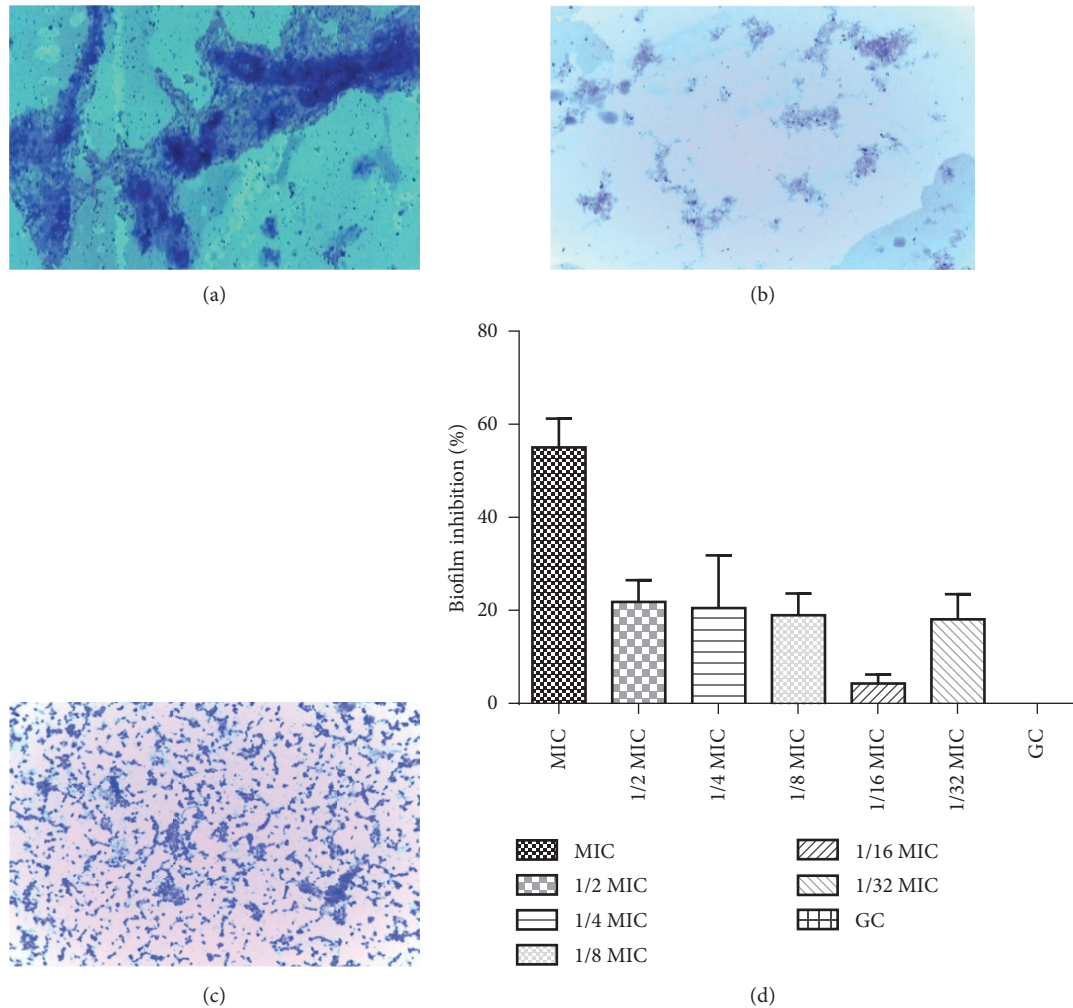 (a)
(b)
80
60
40
20
0
Biofilm inhibition (%)
MIC
1/2 MIC
1/4 MIC
1/8 MIC
1/16 MIC
1/32 MIC
GC
MIC
1/2 MIC
1/4 MIC
1/8 MIC
1/16 MIC
1/32 MIC
GC
(c)
(d)